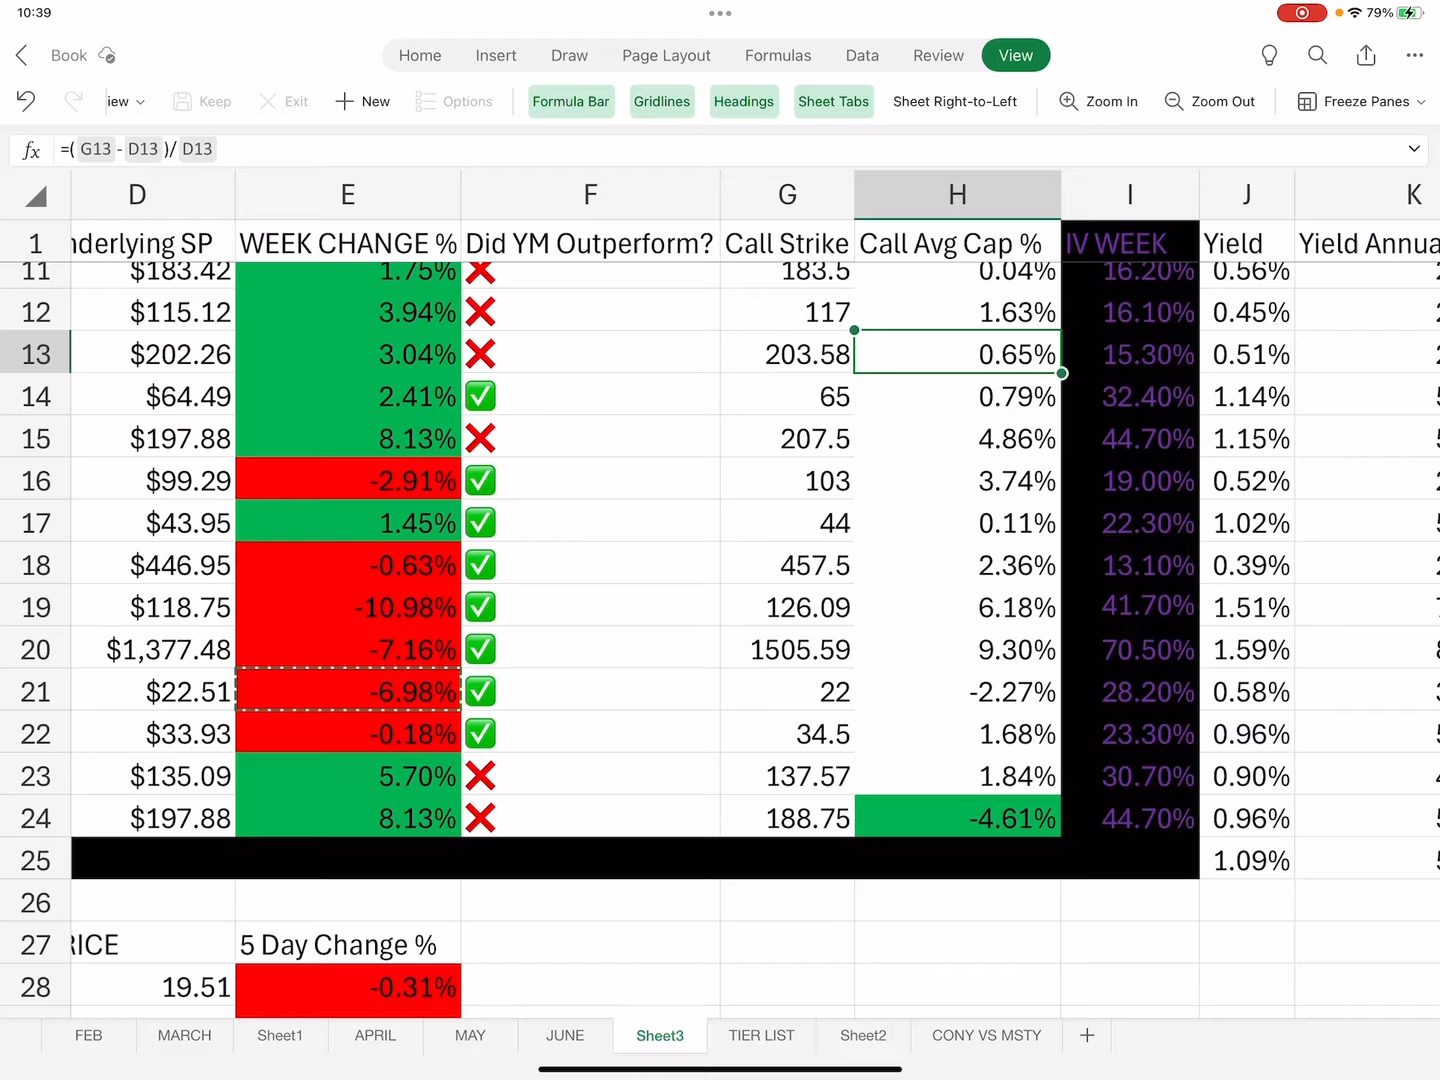 10:39
79%
Book
Home Insert Draw Page Layout Formulas Data Review View
iew Keep Exit New Options Formula Bar Gridlines Headings Sheet Tabs Sheet Right-to-Left Zoom In Zoom Out Freeze Panes
fx =( G13 - D13 )/ D13
D E F G H I J K
1 nderlying SP WEEK CHANGE % Did YM Outperform? Call Strike Call Avg Cap % IV WEEK Yield Yield Annua
11 $183.42 1.75% ❌ 183.5 0.04% 16.20% 0.56%
12 $115.12 3.94% ❌ 117 1.63% 16.10% 0.45%
13 $202.26 3.04% ❌ 203.58 0.65% 15.30% 0.51%
14 $64.49 2.41% ✅ 65 0.79% 32.40% 1.14%
15 $197.88 8.13% ❌ 207.5 4.86% 44.70% 1.15%
16 $99.29 -2.91% ✅ 103 3.74% 19.00% 0.52%
17 $43.95 1.45% ✅ 44 0.11% 22.30% 1.02%
18 $446.95 -0.63% ✅ 457.5 2.36% 13.10% 0.39%
19 $118.75 -10.98% ✅ 126.09 6.18% 41.70% 1.51%
20 $1,377.48 -7.16% ✅ 1505.59 9.30% 70.50% 1.59%
21 $22.51 -6.98% ✅ 22 -2.27% 28.20% 0.58%
22 $33.93 -0.18% ✅ 34.5 1.68% 23.30% 0.96%
23 $135.09 5.70% ❌ 137.57 1.84% 30.70% 0.90%
24 $197.88 8.13% ❌ 188.75 -4.61% 44.70% 0.96%
25 1.09%
26
27 RICE 5 Day Change %
28 19.51 -0.31%
FEB MARCH Sheet1 APRIL MAY JUNE Sheet3 TIER LIST Sheet2 CONY VS MSTY +